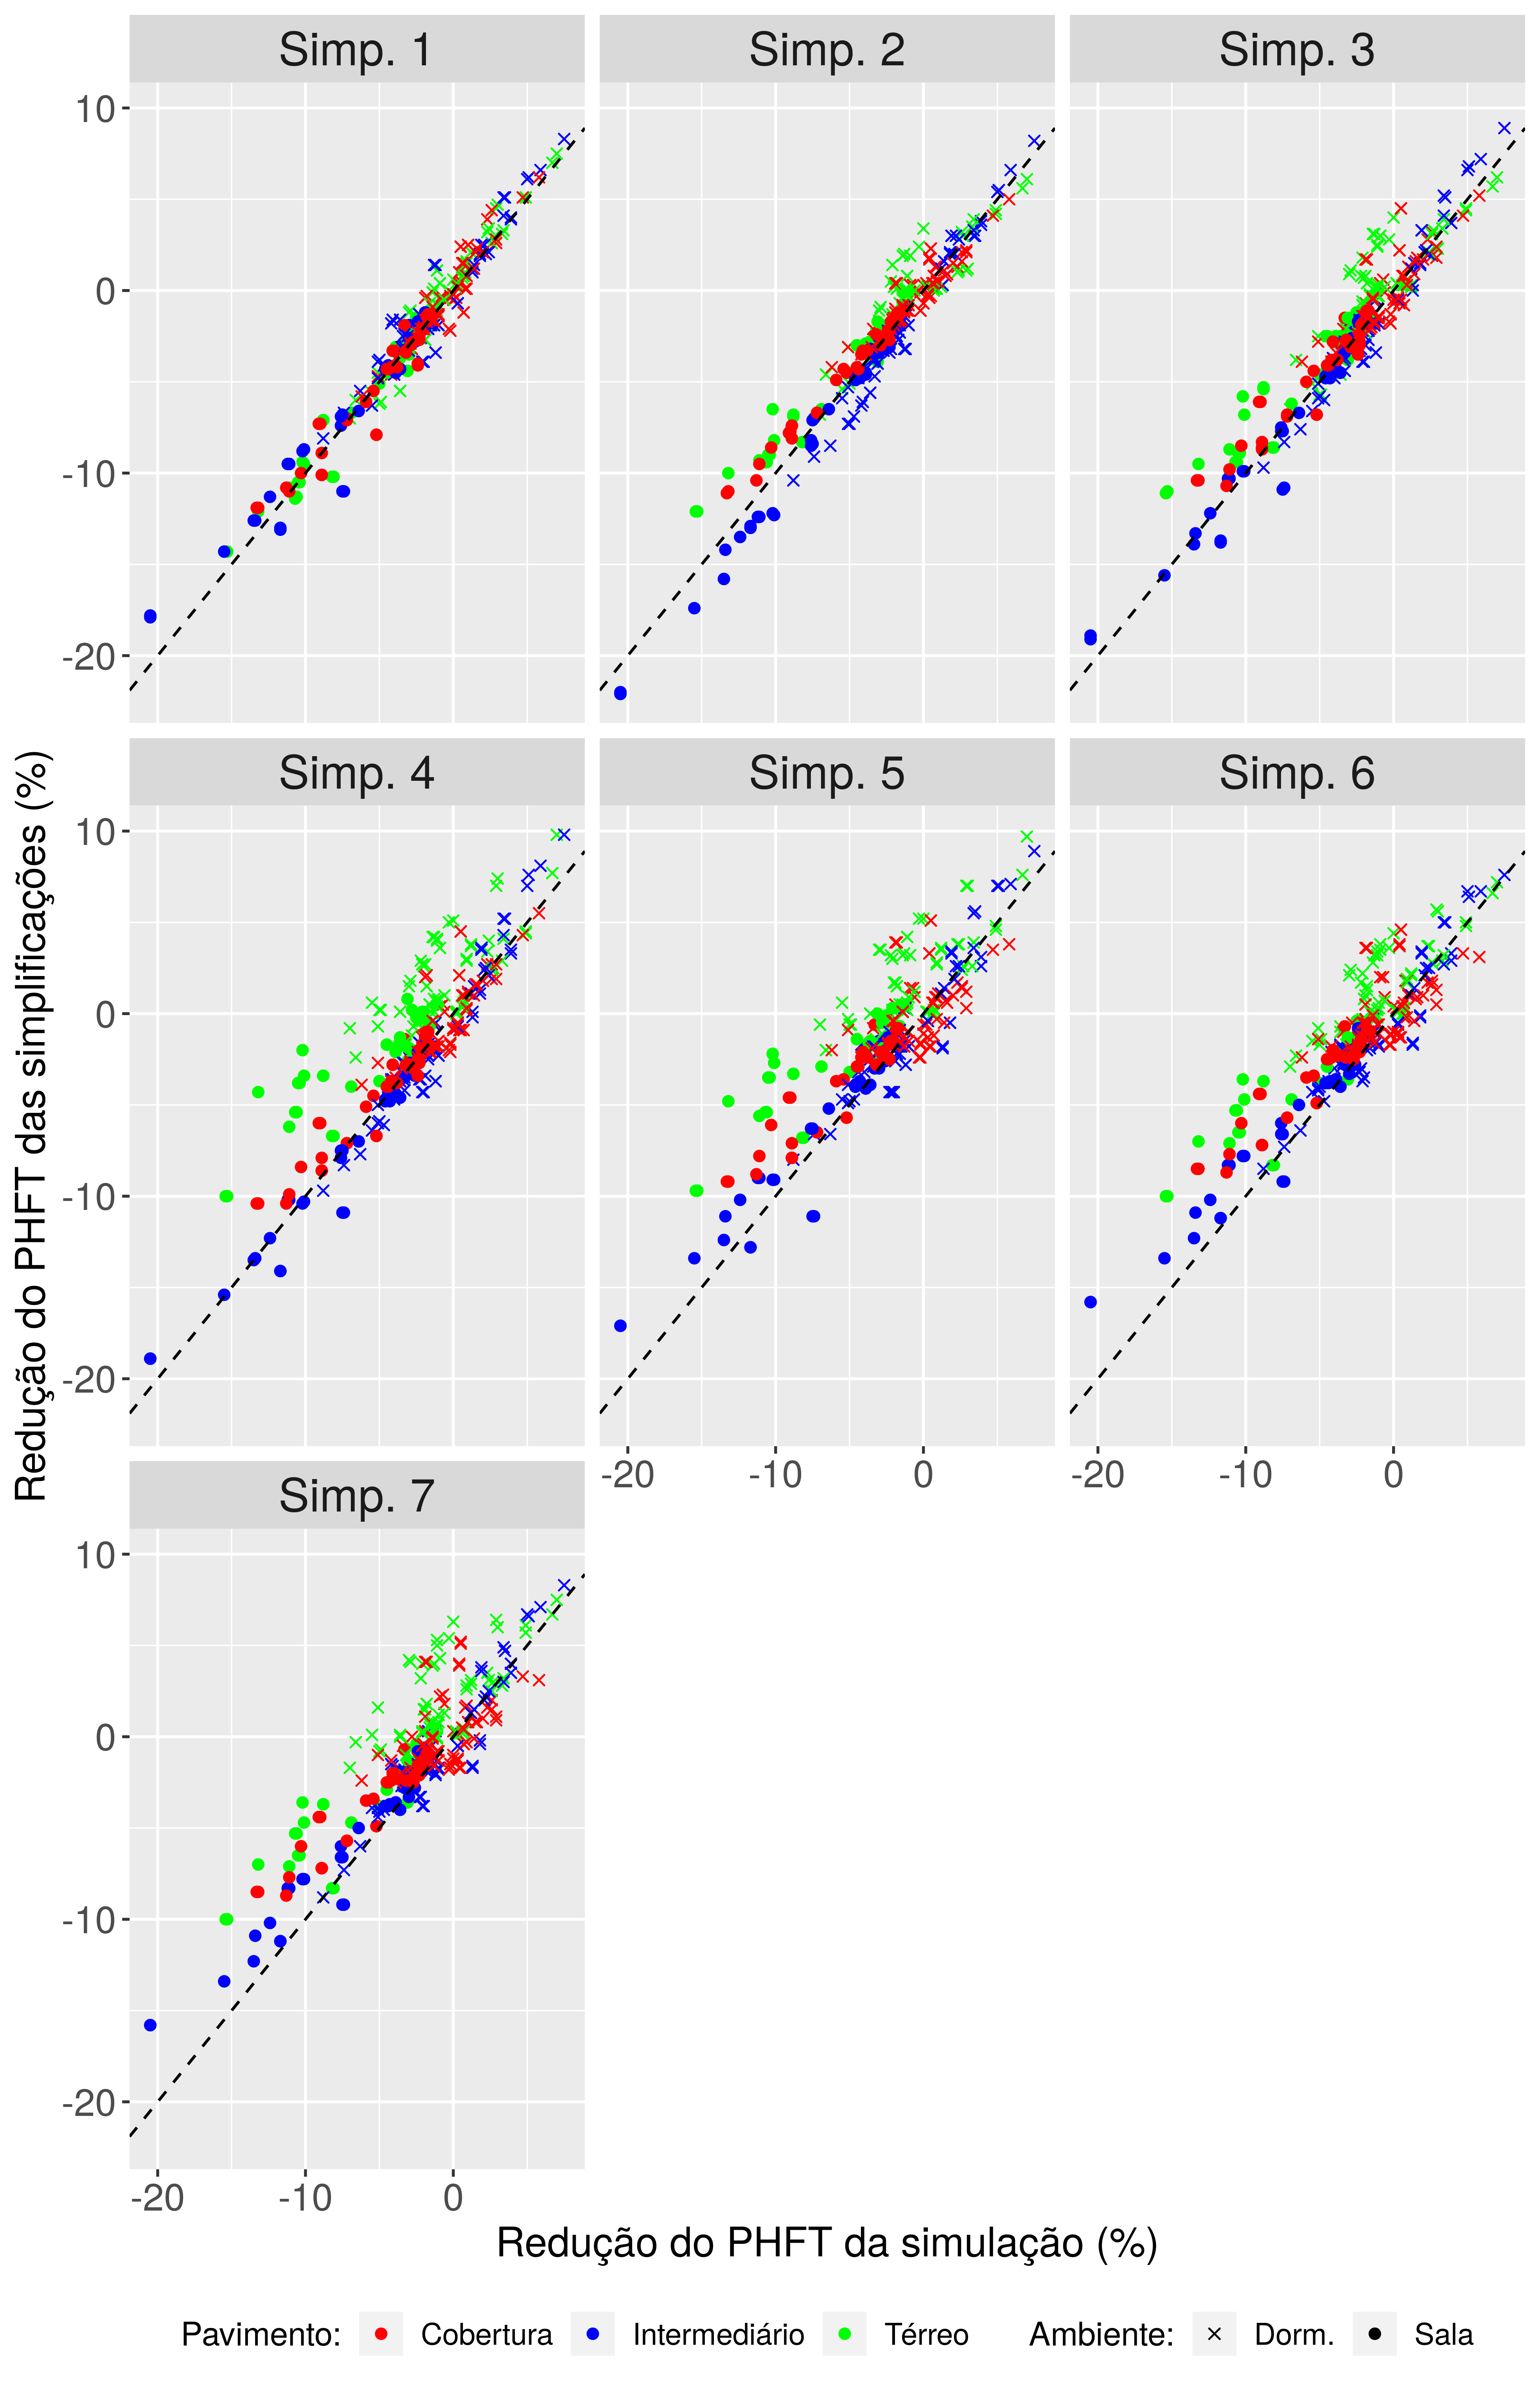 Simp. 1
Simp. 2
Simp. 3
10
0
-10
-20
Simp. 4
Simp. 5
Simp. 6
10
0
-10
-20
-20 -10 0
-20 -10 0
Simp. 7
10
0
-10
-20
-20 -10 0
Redução do PHFT das simplificações (%)
Redução do PHFT da simulação (%)
Pavimento: Cobertura Intermediário Térreo Ambiente: Dorm. Sala